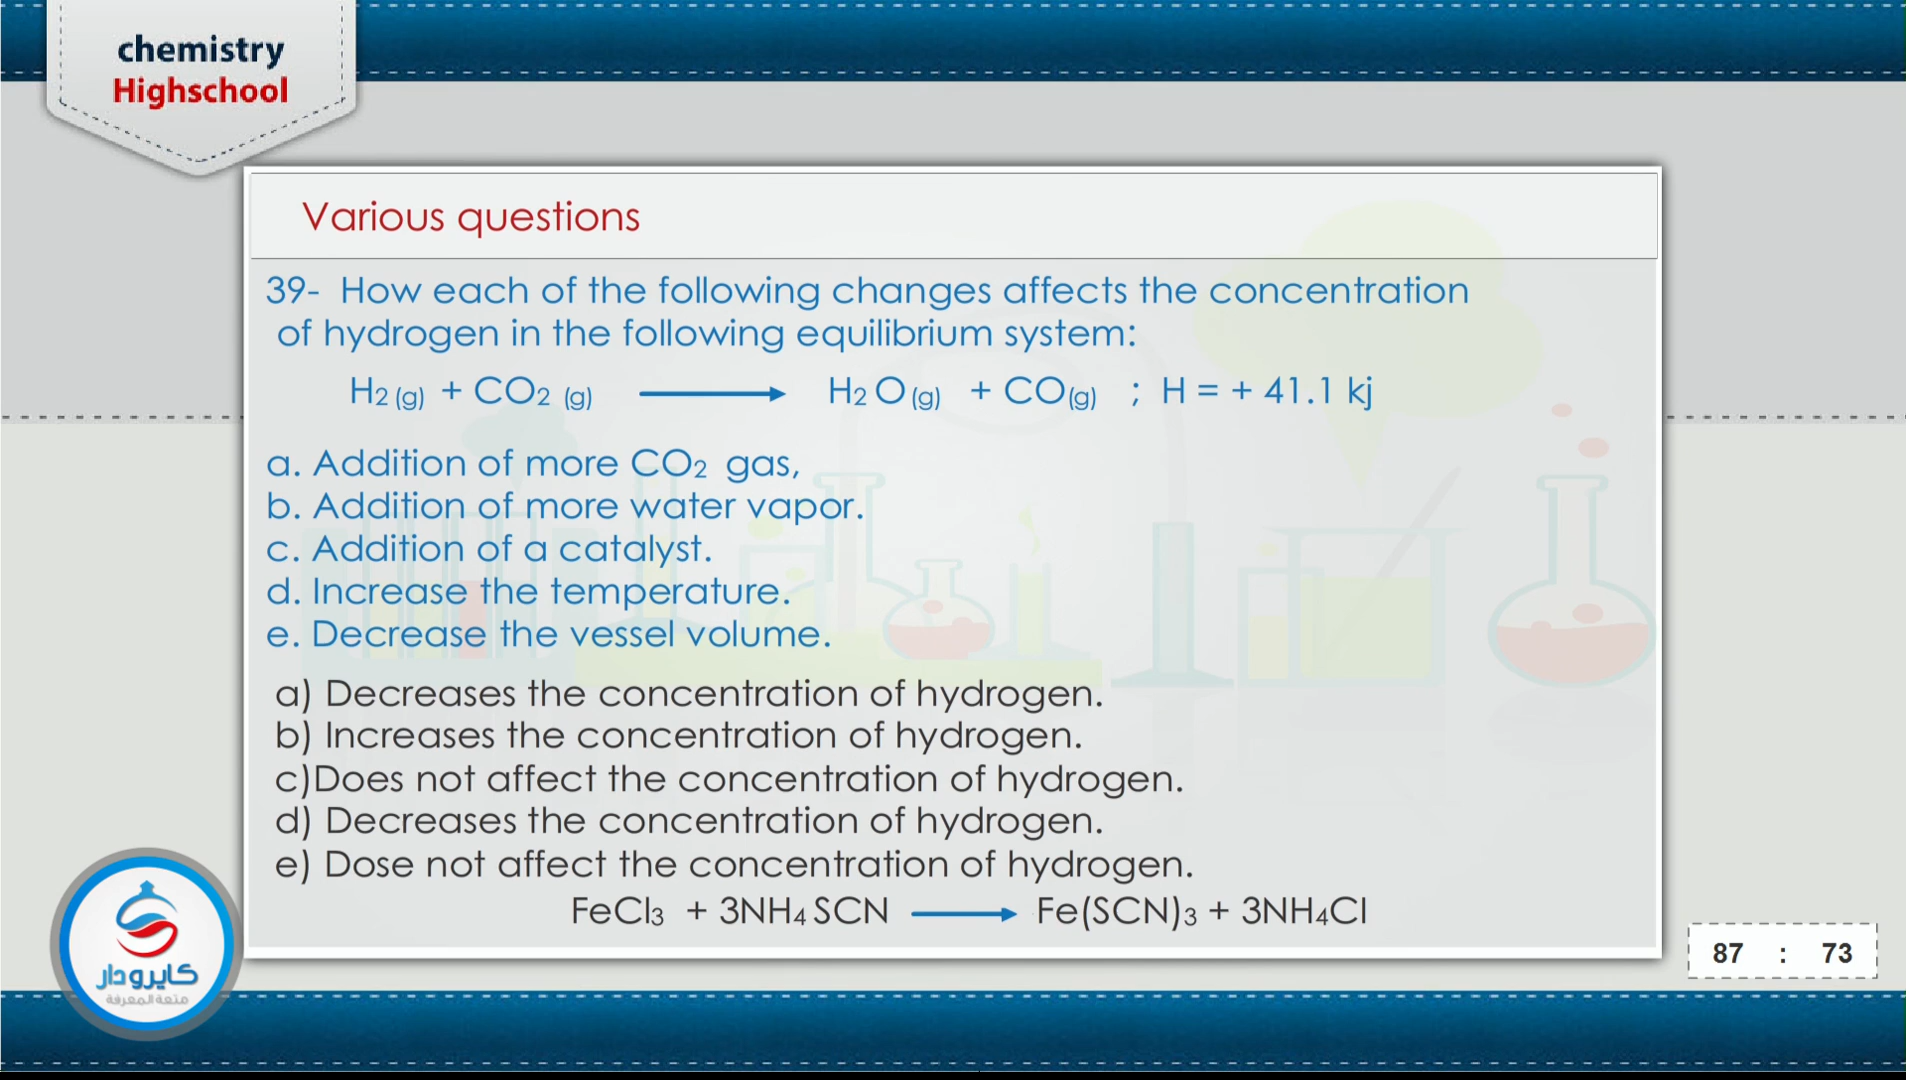 chemistry
Highschool
Various questions
39- How each of the following changes affects the concentration
of hydrogen in the following equilibrium system:
H2 (g) + CO2 (g) ⟶ H2 O (g) + CO(g) ; H = + 41.1 kj
a. Addition of more CO2 gas,
b. Addition of more water vapor.
c. Addition of a catalyst.
d. Increase the temperature.
e. Decrease the vessel volume.
a) Decreases the concentration of hydrogen.
b) Increases the concentration of hydrogen.
c)Does not affect the concentration of hydrogen.
d) Decreases the concentration of hydrogen.
e) Dose not affect the concentration of hydrogen.
FeCl3 + 3NH4 SCN ⟶ Fe(SCN)3 + 3NH4Cl
كايرودار
متعة المعرفة
87 : 73